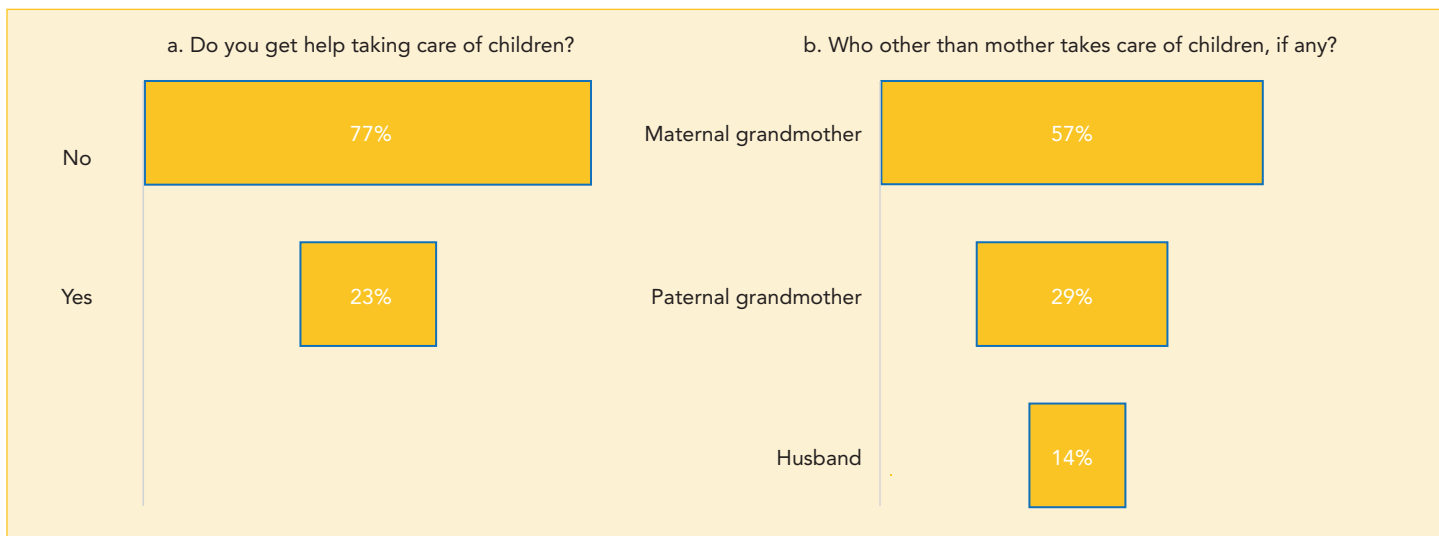 a. Do you get help taking care of children?
No
77%
Yes
23%
b. Who other than mother takes care of children, if any?
Maternal grandmother
57%
Paternal grandmother
29%
Husband
14%